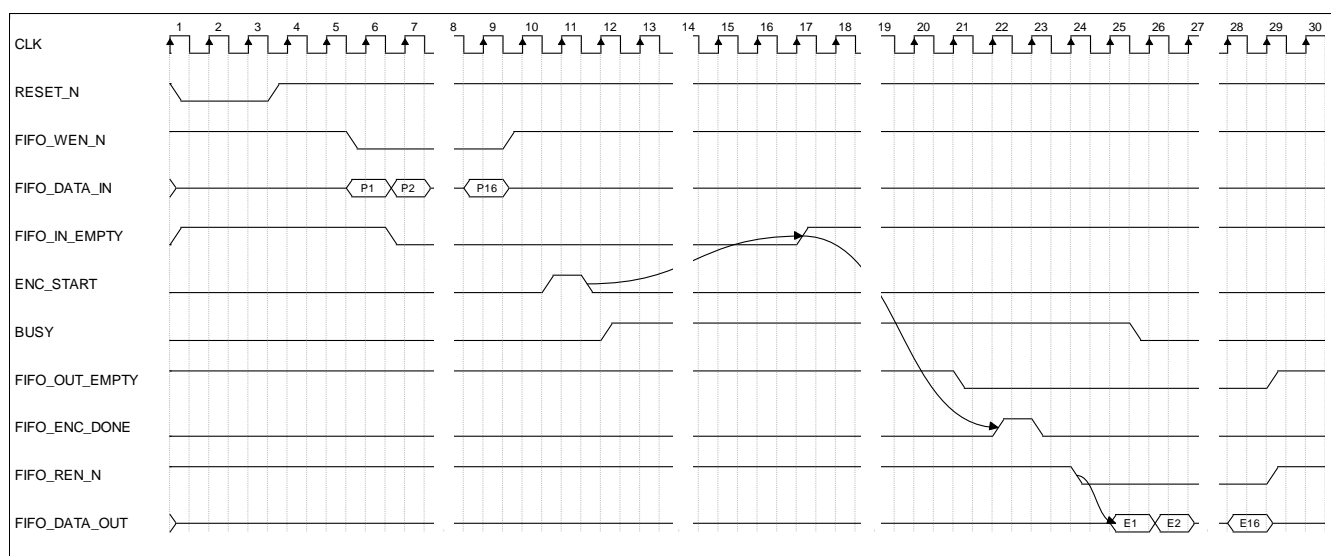 1 2 3 4 5 6 7 8 9 10 11 12 13 14 15 16 17 18 19 20 21 22 23 24 25 26 27 28 29 30
CLK
RESET_N
FIFO_WEN_N
FIFO_DATA_IN P1 P2 P16
FIFO_IN_EMPTY
ENC_START
BUSY
FIFO_OUT_EMPTY
FIFO_ENC_DONE
FIFO_REN_N
FIFO_DATA_OUT E1 E2 E16